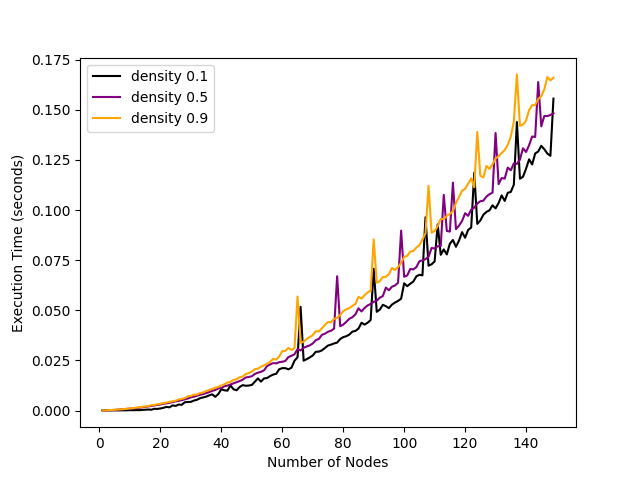 0.175
0.150
0.125
0.100
0.075
0.050
0.025
0.000
Execution Time (seconds)
density 0.1
density 0.5
density 0.9
0 20 40 60 80 100 120 140
Number of Nodes